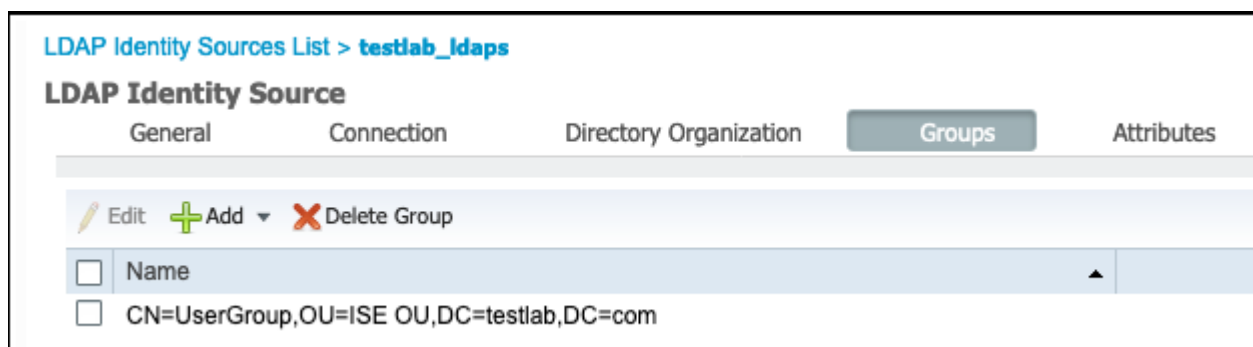 LDAP Identity Sources List > testlab_ldaps
LDAP Identity Source
General Connection Directory Organization Groups Attributes
Edit Add Delete Group
Name
CN=UserGroup,OU=ISE OU,DC=testlab,DC=com